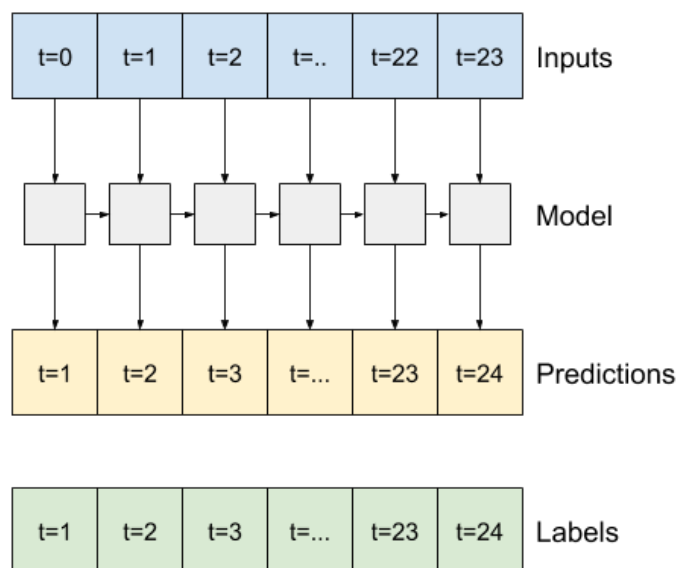 t=0 t=1 t=2 t=.. t=22 t=23 Inputs
Model
t=1 t=2 t=3 t=... t=23 t=24 Predictions
t=1 t=2 t=3 t=... t=23 t=24 Labels